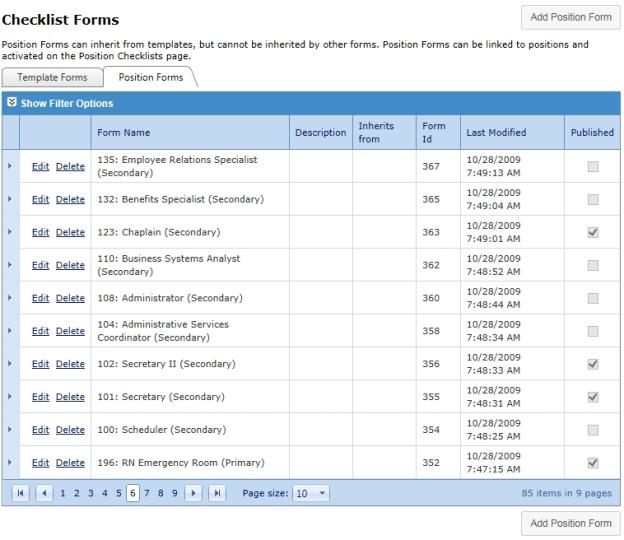 Checklist Forms
Add Position Form
Position Forms can inherit from templates, but cannot be inherited by other forms. Position Forms can be linked to positions and
activated on the Position Checklists page.
Template Forms Position Forms
Show Filter Options
Form Name Description Inherits from Form Id Last Modified Published
Edit Delete 135: Employee Relations Specialist (Secondary) 367 10/28/2009 7:49:13 AM
Edit Delete 132: Benefits Specialist (Secondary) 365 10/28/2009 7:49:04 AM
Edit Delete 123: Chaplain (Secondary) 363 10/28/2009 7:49:01 AM
Edit Delete 110: Business Systems Analyst (Secondary) 362 10/28/2009 7:48:52 AM
Edit Delete 108: Administrator (Secondary) 360 10/28/2009 7:48:44 AM
Edit Delete 104: Administrative Services Coordinator (Secondary) 358 10/28/2009 7:48:34 AM
Edit Delete 102: Secretary II (Secondary) 356 10/28/2009 7:48:33 AM
Edit Delete 101: Secretary (Secondary) 355 10/28/2009 7:48:31 AM
Edit Delete 100: Scheduler (Secondary) 354 10/28/2009 7:48:25 AM
Edit Delete 196: RN Emergency Room (Primary) 352 10/28/2009 7:47:15 AM
1 2 3 4 5 6 7 8 9 Page size: 10 85 items in 9 pages
Add Position Form